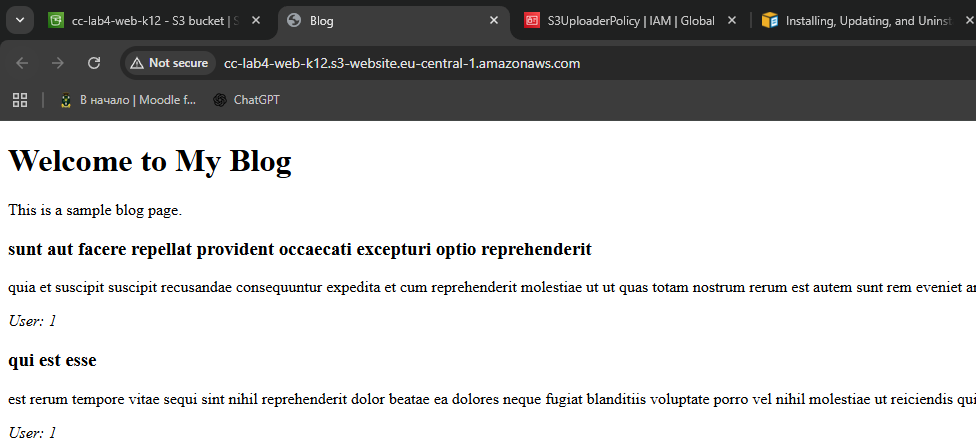 cc-lab4-web-k12 - S3 bucket | S
Blog
S3UploaderPolicy | IAM | Global
Installing, Updating, and Uninst
Not secure
cc-lab4-web-k12.s3-website.eu-central-1.amazonaws.com
В начало | Moodle f...
ChatGPT
Welcome to My Blog
This is a sample blog page.
sunt aut facere repellat provident occaecati excepturi optio reprehenderit
quia et suscipit suscipit recusandae consequuntur expedita et cum reprehenderit molestiae ut ut quas totam nostrum rerum est autem sunt rem eveniet
User: 1
qui est esse
est rerum tempore vitae sequi sint nihil reprehenderit dolor beatae ea dolores neque fugiat blanditiis voluptate porro vel nihil molestiae ut reiciendis qui
User: 1